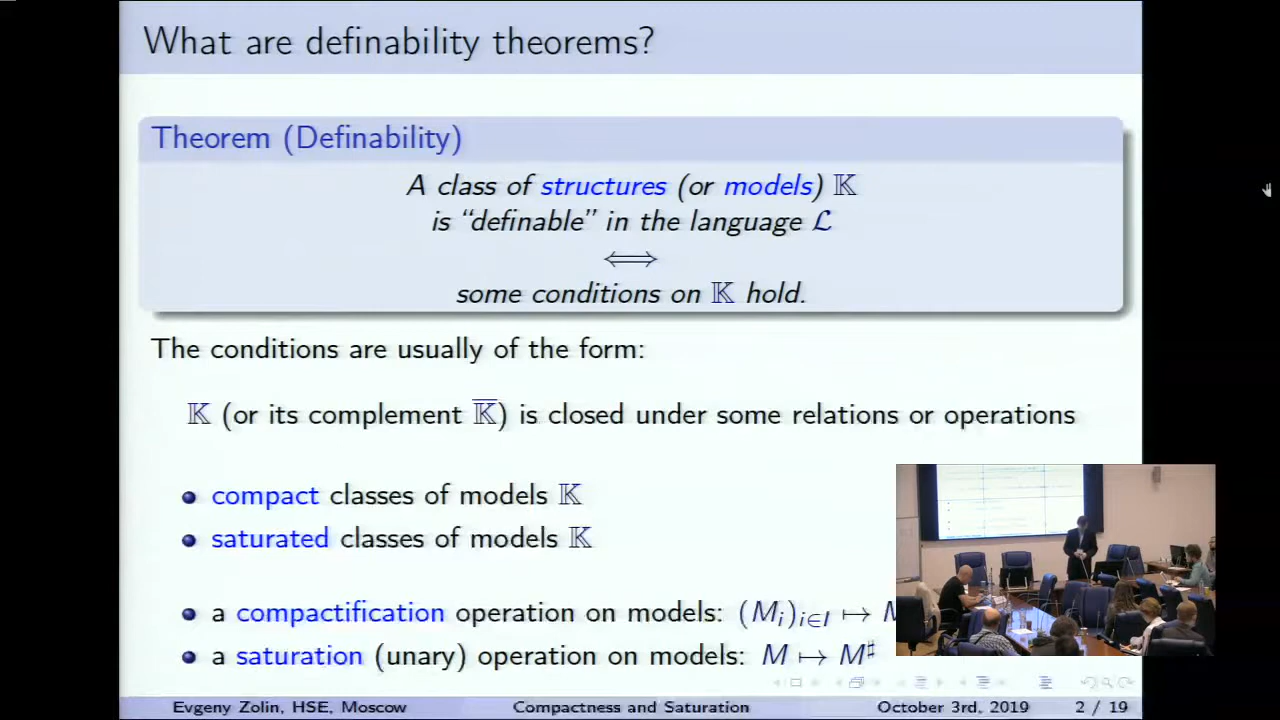 What are definability theorems?
Theorem (Definability)
A class of structures (or models) 𝕂
is “definable” in the language ℒ
⟺
some conditions on 𝕂 hold.
The conditions are usually of the form:
𝕂 (or its complement 𝕂̅) is closed under some relations or operations
• compact classes of models 𝕂
• saturated classes of models 𝕂
• a compactification operation on models: (Mᵢ)ᵢ∈I ↦
• a saturation (unary) operation on models: M ↦ M♯
Evgeny Zolin, HSE, Moscow Compactness and Saturation October 3rd, 2019 2 / 19